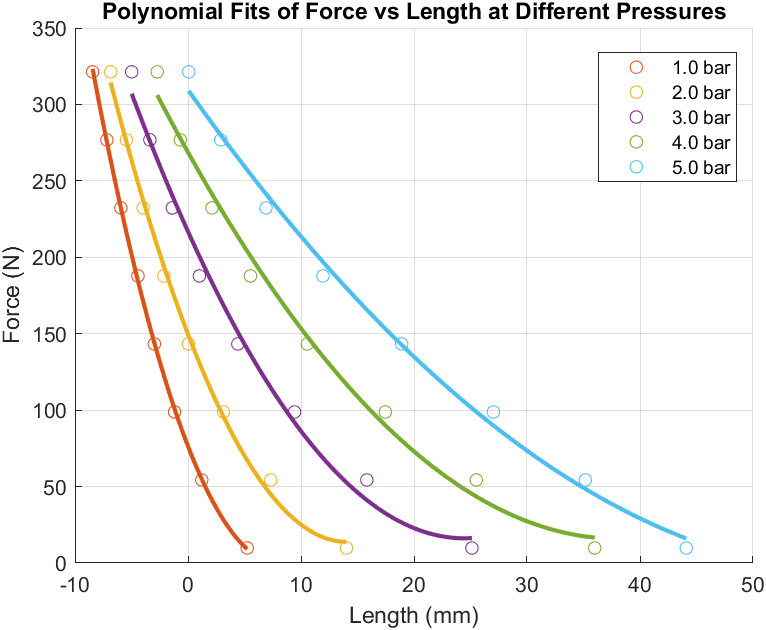 Polynomial Fits of Force vs Length at Different Pressures
350
300
250
200
150
100
50
0
Force (N)
-10
0
10
20
30
40
50
Length (mm)
1.0 bar
2.0 bar
3.0 bar
4.0 bar
5.0 bar